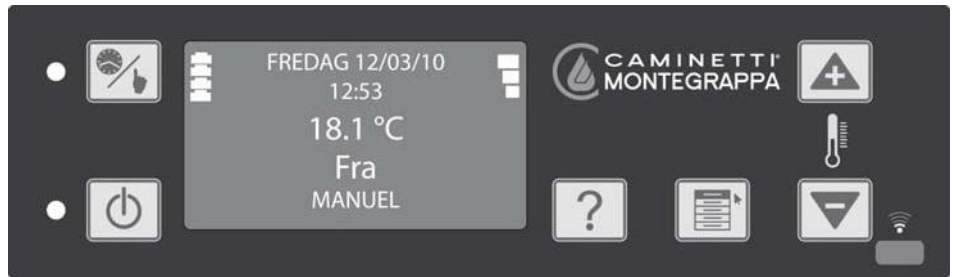 FREDAG 12/03/10
12:53
18.1 °C
Fra
MANUEL
CAMINETTI
MONTEGRAPPA
?